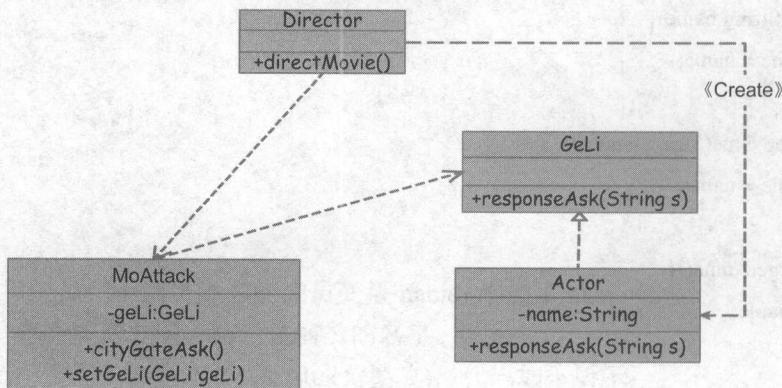 Director
+directMovie()
《Create》
GeLi
+responseAsk(String s)
MoAttack
-geLi:GeLi
+cityGateAsk()
+setGeLi(GeLi geLi)
Actor
-name:String
+responseAsk(String s)